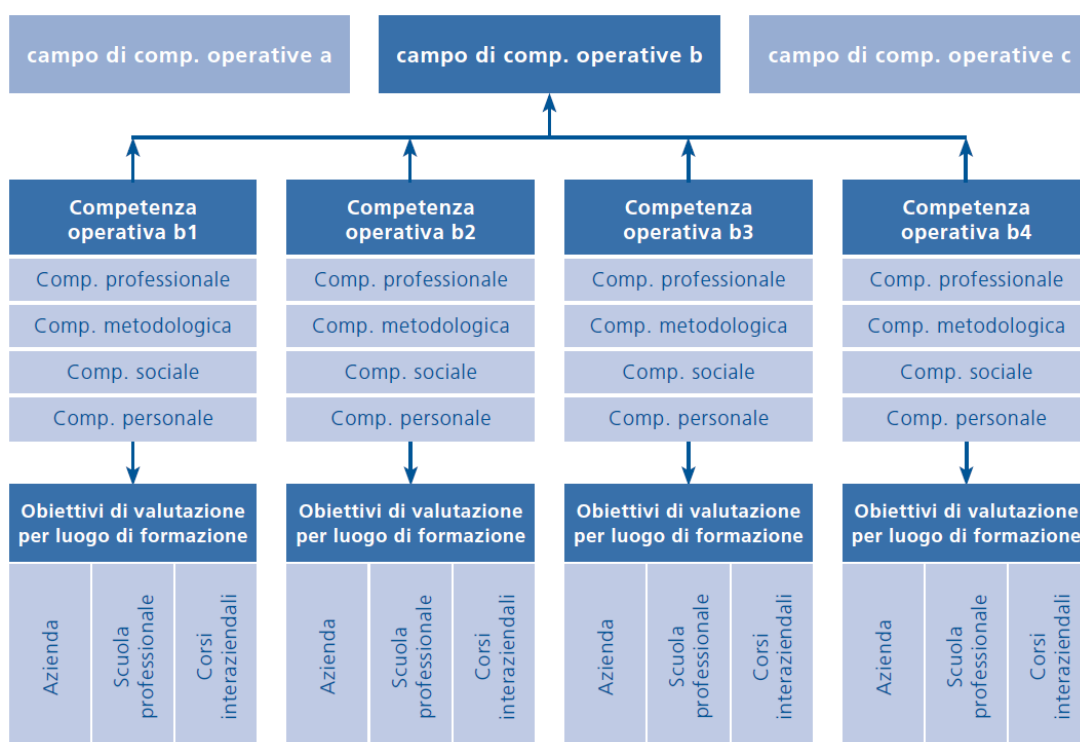 campo di comp. operative a
campo di comp. operative b
campo di comp. operative c
Competenza
operativa b1
Comp. professionale
Comp. metodologica
Comp. sociale
Comp. personale
Obiettivi di valutazione
per luogo di formazione
Azienda
Scuola
professionale
Corsi
interaziendali
Competenza
operativa b2
Comp. professionale
Comp. metodologica
Comp. sociale
Comp. personale
Obiettivi di valutazione
per luogo di formazione
Azienda
Scuola
professionale
Corsi
interaziendali
Competenza
operativa b3
Comp. professionale
Comp. metodologica
Comp. sociale
Comp. personale
Obiettivi di valutazione
per luogo di formazione
Azienda
Scuola
professionale
Corsi
interaziendali
Competenza
operativa b4
Comp. professionale
Comp. metodologica
Comp. sociale
Comp. personale
Obiettivi di valutazione
per luogo di formazione
Azienda
Scuola
professionale
Corsi
interaziendali